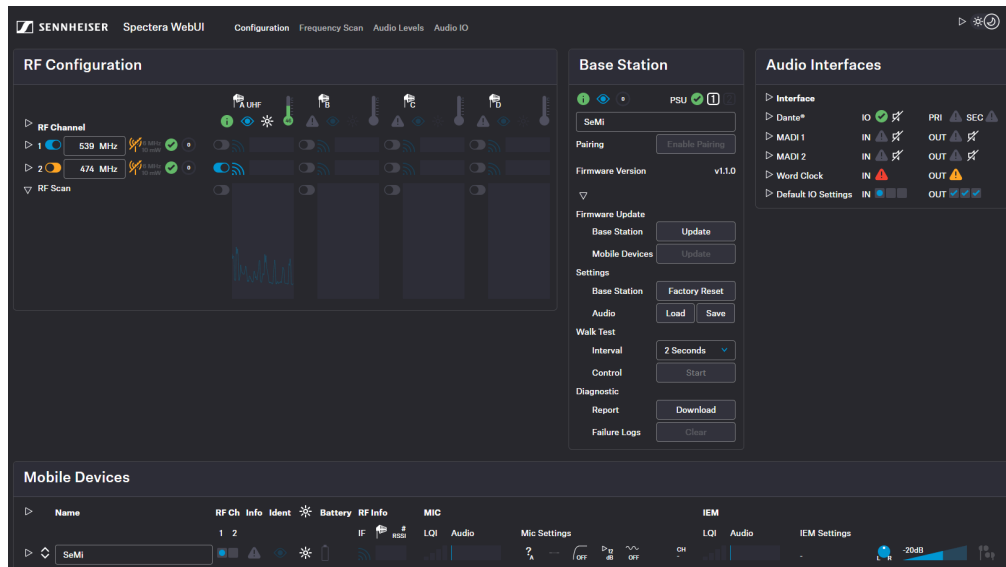 SENNHEISER Spectera WebUI Configuration Frequency Scan Audio Levels Audio IO
RF Configuration
A UHF B C D
RF Channel
1 539 MHz
2 474 MHz
RF Scan
Base Station
PSU 1
SeMi
Pairing Enable Pairing
Firmware Version v1.1.0
Firmware Update
Base Station Update
Mobile Devices Update
Settings
Base Station Factory Reset
Audio Load Save
Walk Test
Interval 2 Seconds
Control Start
Diagnostic
Report Download
Failure Logs Clear
Audio Interfaces
Interface
Dante® IO PRI SEC
MADI 1 IN OUT
MADI 2 IN OUT
Word Clock IN OUT
Default IO Settings IN OUT
Mobile Devices
Name RF Ch Info Ident Battery RF Info MIC IEM
1 2 IF # RSSI LQI Audio Mic Settings LQI Audio IEM Settings
SeMi ? A -- OFF 12 dB OFF CH - - L R -20dB